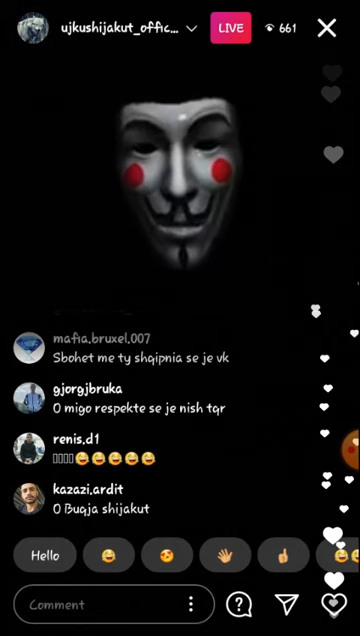 ujkushijakut_offic...
LIVE
661
mafia.bruxel.007
Sbohet me ty shqipnia se je vk
gjorgjbruka
O migo respekte se je nish tqr
renis.d1
😂😂😂😂😂
kazazi.ardit
O Buqja shijakut
Hello
Comment